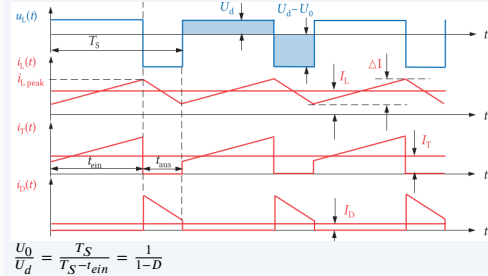 u_L(t)
U_d
U_d−U_0
t
T_S
i_L(t)
i_L peak
I_L
△I
t
i_T(t)
I_T
t_ein
t_aus
t
i_D(t)
I_D
t
U_0/U_d = T_S/(T_S−t_ein) = 1/(1−D)